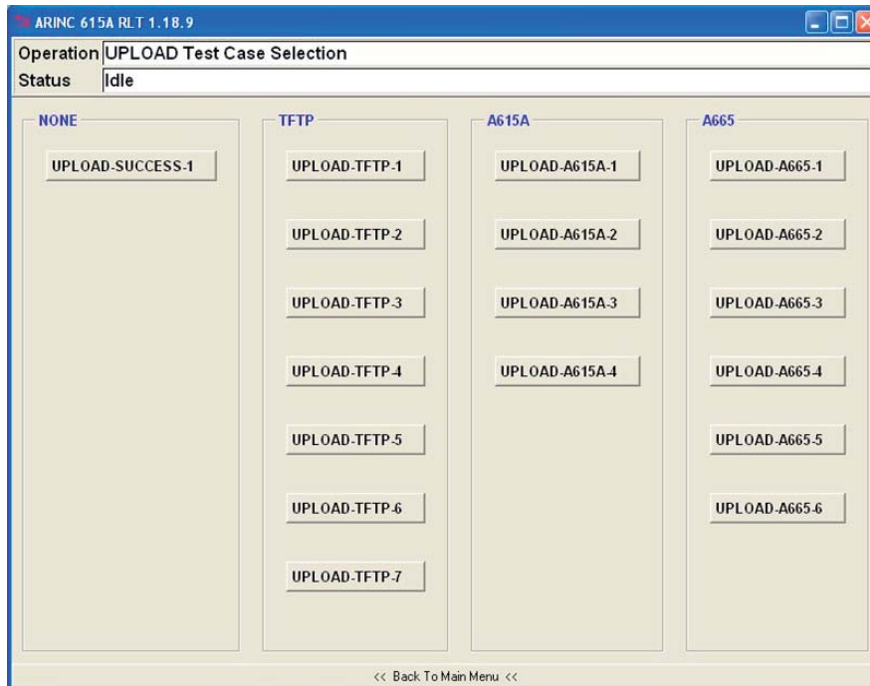 ARINC 615A RLT 1.18.9
Operation UPLOAD Test Case Selection
Status Idle
NONE
UPLOAD-SUCCESS-1
TFTP
UPLOAD-TFTP-1
UPLOAD-TFTP-2
UPLOAD-TFTP-3
UPLOAD-TFTP-4
UPLOAD-TFTP-5
UPLOAD-TFTP-6
UPLOAD-TFTP-7
A615A
UPLOAD-A615A-1
UPLOAD-A615A-2
UPLOAD-A615A-3
UPLOAD-A615A-4
A665
UPLOAD-A665-1
UPLOAD-A665-2
UPLOAD-A665-3
UPLOAD-A665-4
UPLOAD-A665-5
UPLOAD-A665-6
<< Back To Main Menu <<